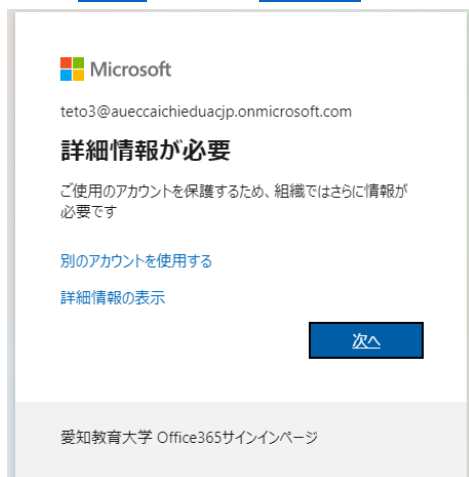 Microsoft
teto3@aueccaichieduacjp.onmicrosoft.com
詳細情報が必要
ご使用のアカウントを保護するため、組織ではさらに情報が
必要です
別のアカウントを使用する
詳細情報の表示
次へ
愛知教育大学 Office365サインインページ